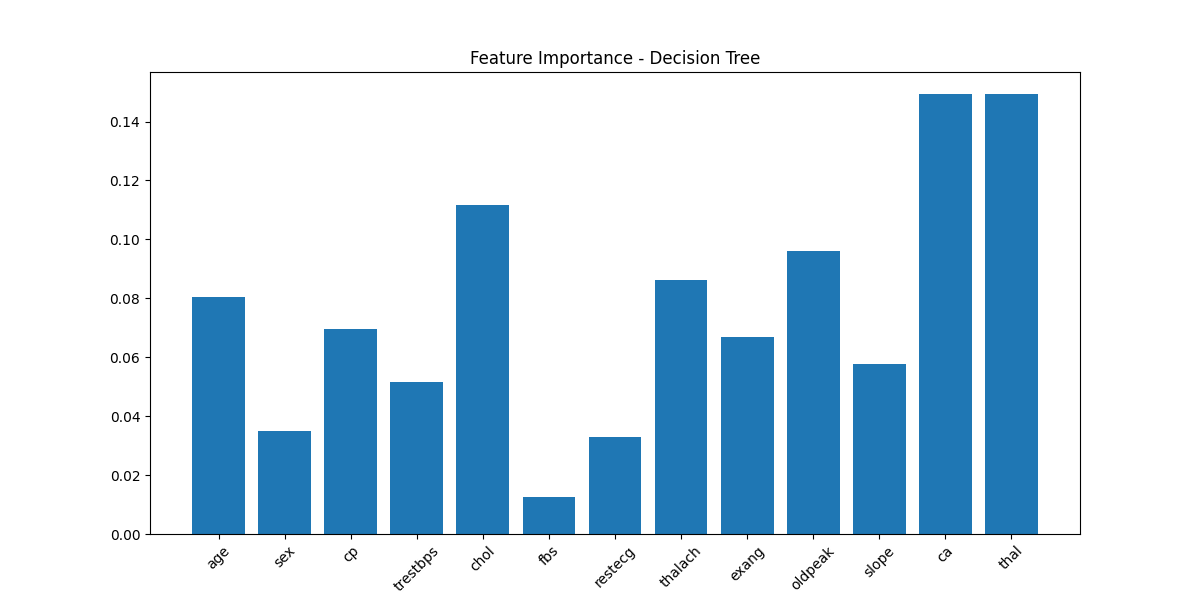 Feature Importance - Decision Tree
0.14
0.12
0.10
0.08
0.06
0.04
0.02
0.00
age
sex
cp
trestbps
chol
fbs
restecg
thalach
exang
oldpeak
slope
ca
thal